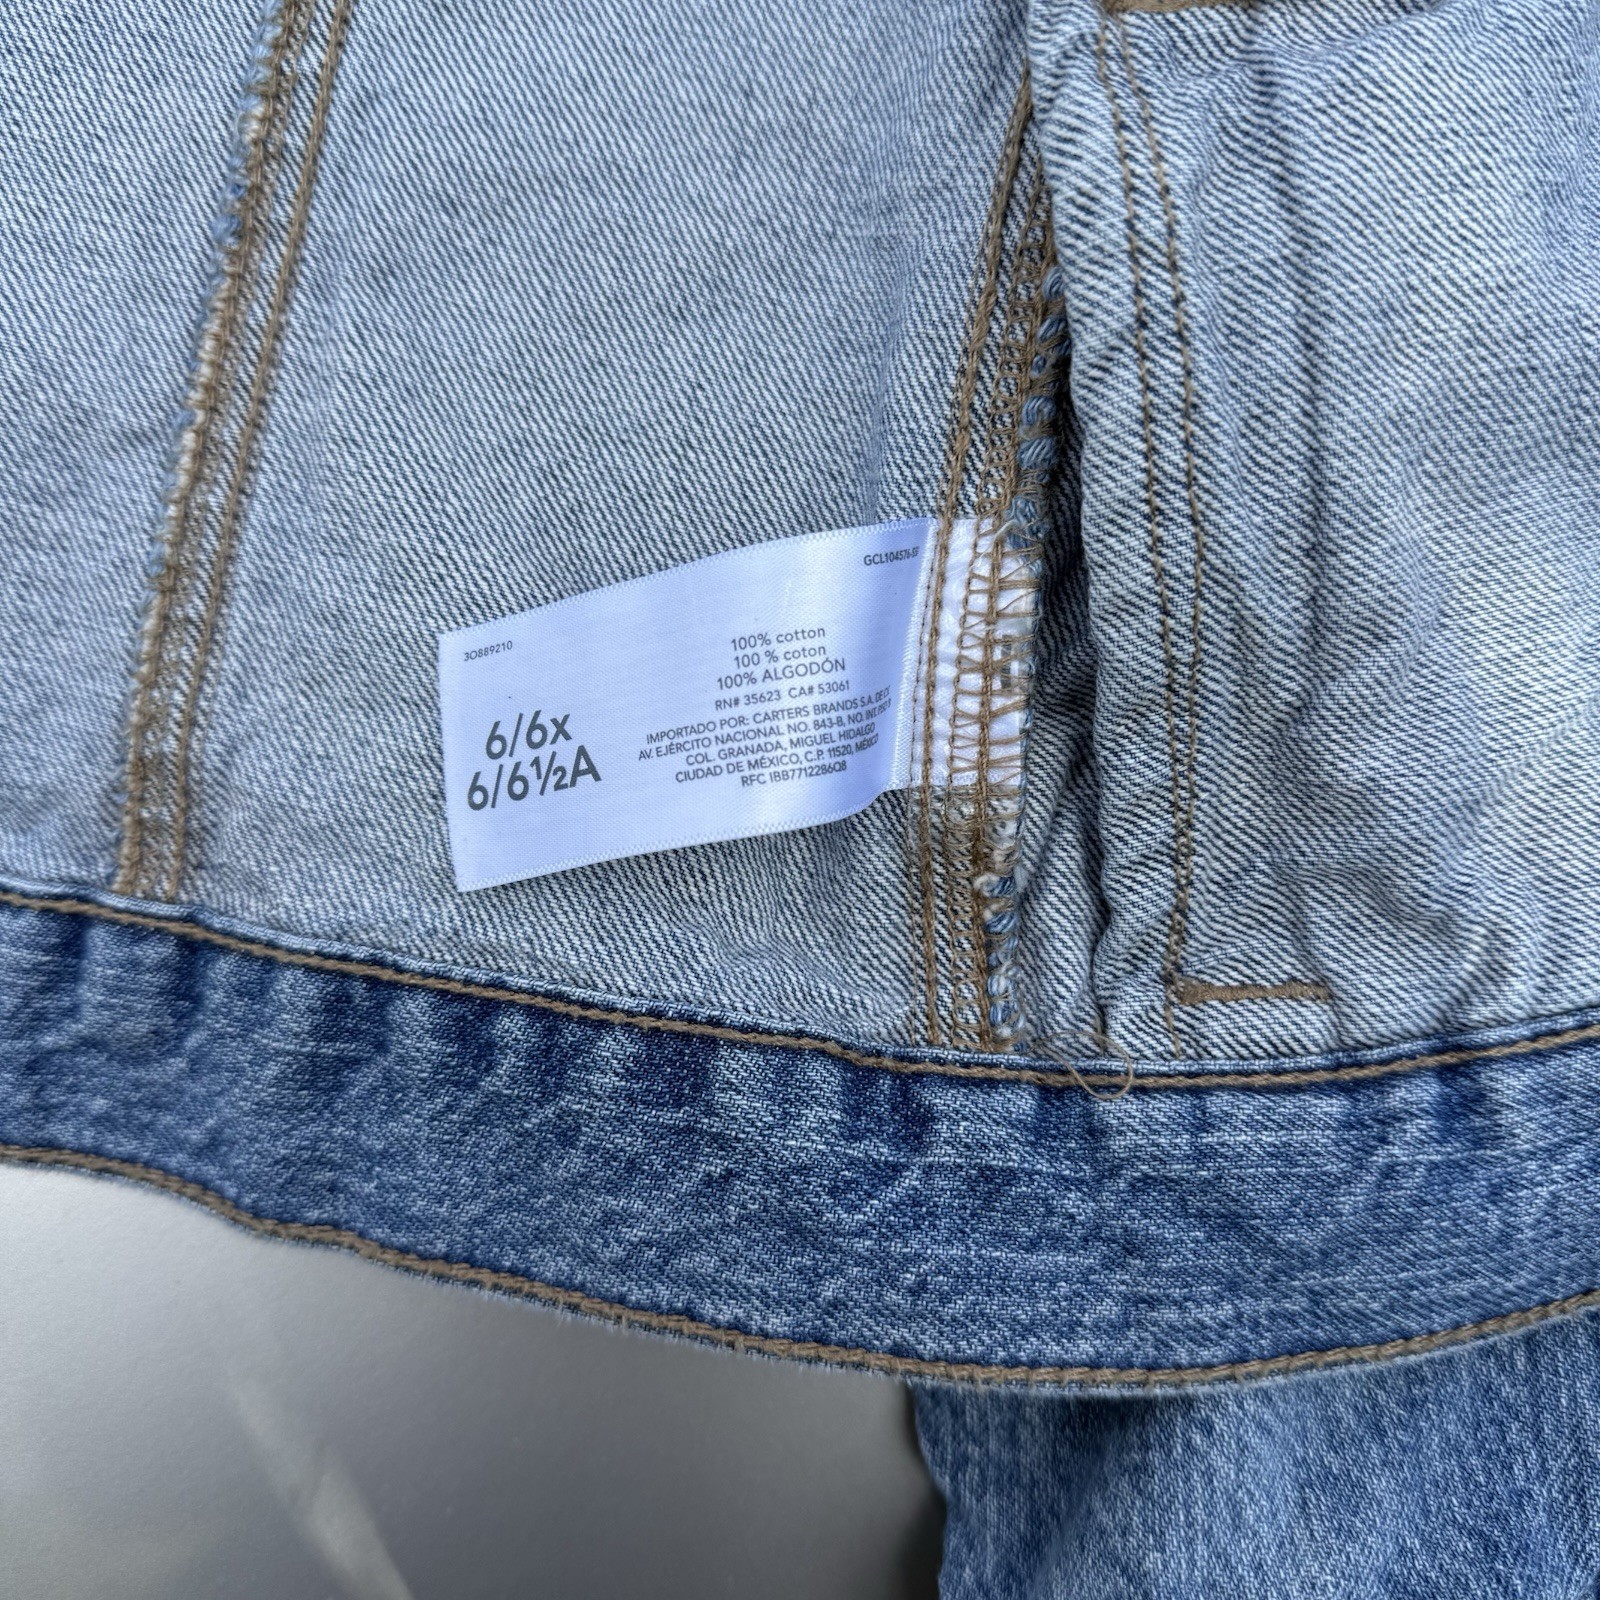 GCL104576-SF
3O889210
100% cotton
100 % coton
100% ALGODÓN
RN# 35623 CA# 53061
6/6x
6/6½A
IMPORTADO POR: CARTERS BRANDS S.A. DE
AV. EJÉRCITO NACIONAL NO. 843-B, NO. INT.
COL. GRANADA, MIGUEL HIDALGO
CIUDAD DE MÉXICO, C.P. 11520, MÉXICO
RFC IBB7712286Q8